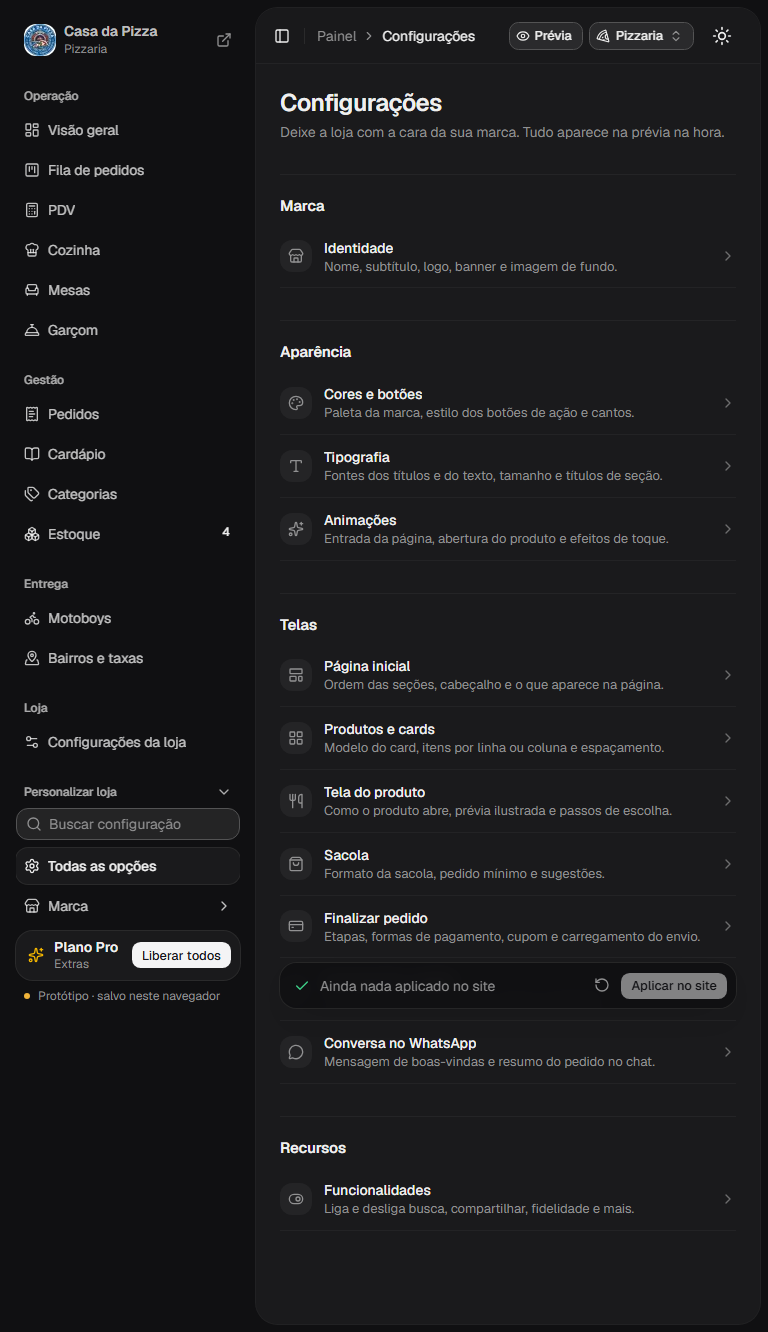 Casa da Pizza
Pizzaria
Operação
Visão geral
Fila de pedidos
PDV
Cozinha
Mesas
Garçom
Gestão
Pedidos
Cardápio
Categorias
Estoque 4
Entrega
Motoboys
Bairros e taxas
Loja
Configurações da loja
Personalizar loja
Buscar configuração
Todas as opções
Marca
Plano Pro
Extras
Liberar todos
Protótipo · salvo neste navegador
Painel > Configurações
Prévia
Pizzaria
Configurações
Deixe a loja com a cara da sua marca. Tudo aparece na prévia na hora.
Marca
Identidade
Nome, subtítulo, logo, banner e imagem de fundo.
Aparência
Cores e botões
Paleta da marca, estilo dos botões de ação e cantos.
Tipografia
Fontes dos títulos e do texto, tamanho e títulos de seção.
Animações
Entrada da página, abertura do produto e efeitos de toque.
Telas
Página inicial
Ordem das seções, cabeçalho e o que aparece na página.
Produtos e cards
Modelo do card, itens por linha ou coluna e espaçamento.
Tela do produto
Como o produto abre, prévia ilustrada e passos de escolha.
Sacola
Formato da sacola, pedido mínimo e sugestões.
Finalizar pedido
Etapas, formas de pagamento, cupom e carregamento do envio.
Ainda nada aplicado no site
Aplicar no site
Conversa no WhatsApp
Mensagem de boas-vindas e resumo do pedido no chat.
Recursos
Funcionalidades
Liga e desliga busca, compartilhar, fidelidade e mais.